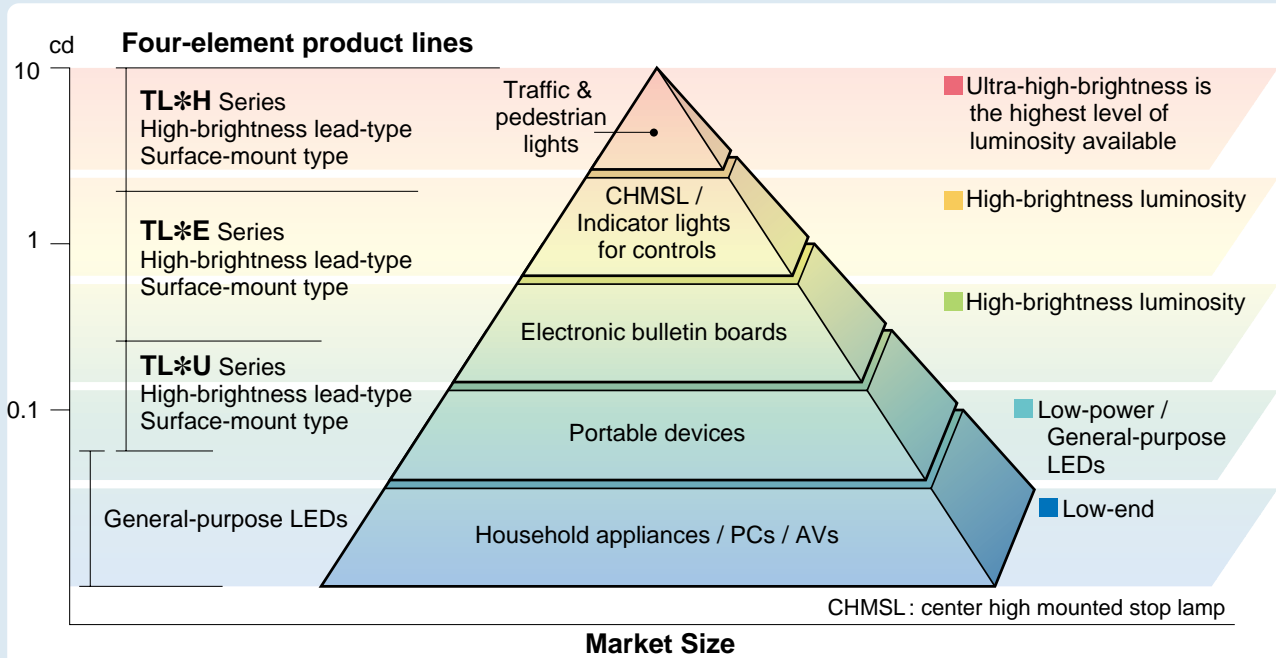 cd
Four-element product lines
10
TL✻H Series
High-brightness lead-type
Surface-mount type
Traffic &
pedestrian
lights
Ultra-high-brightness is
the highest level of
luminosity available
1
TL✻E Series
High-brightness lead-type
Surface-mount type
CHMSL /
Indicator lights
for controls
High-brightness luminosity
Electronic bulletin boards
High-brightness luminosity
0.1
TL✻U Series
High-brightness lead-type
Surface-mount type
Portable devices
Low-power /
General-purpose
LEDs
General-purpose LEDs
Household appliances / PCs / AVs
Low-end
CHMSL : center high mounted stop lamp
Market Size